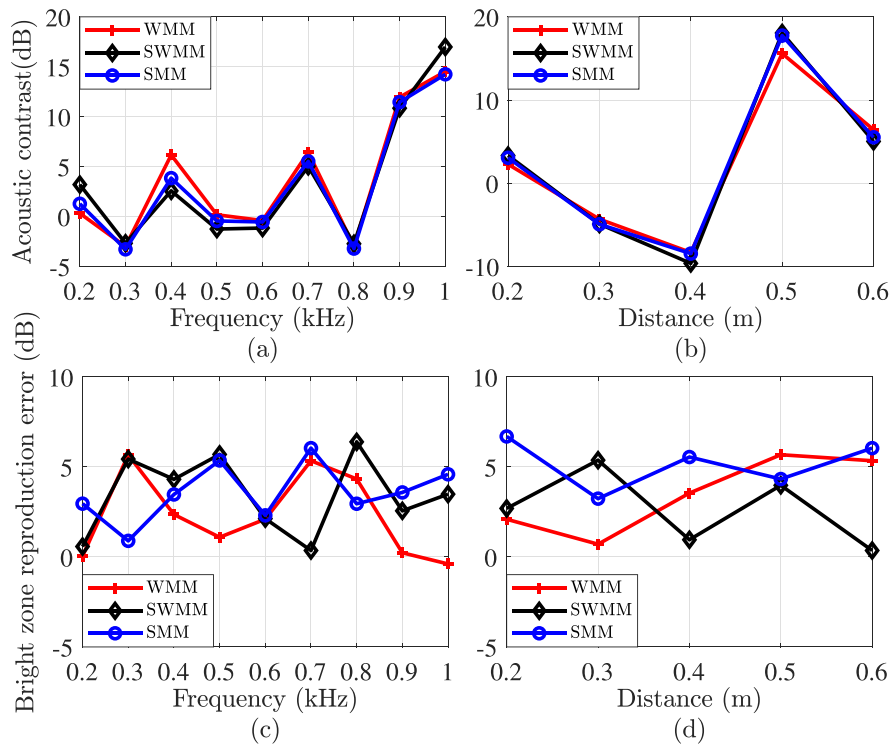 Acoustic contrast(dB)
20
15
10
5
0
-5
WMM
SWMM
SMM
0.2 0.3 0.4 0.5 0.6 0.7 0.8 0.9 1
Frequency (kHz)
(a)
20
10
0
-10
WMM
SWMM
SMM
0.2 0.3 0.4 0.5 0.6
Distance (m)
(b)
Bright zone reproduction error (dB)
10
5
0
-5
WMM
SWMM
SMM
0.2 0.3 0.4 0.5 0.6 0.7 0.8 0.9 1
Frequency (kHz)
(c)
10
5
0
-5
WMM
SWMM
SMM
0.2 0.3 0.4 0.5 0.6
Distance (m)
(d)